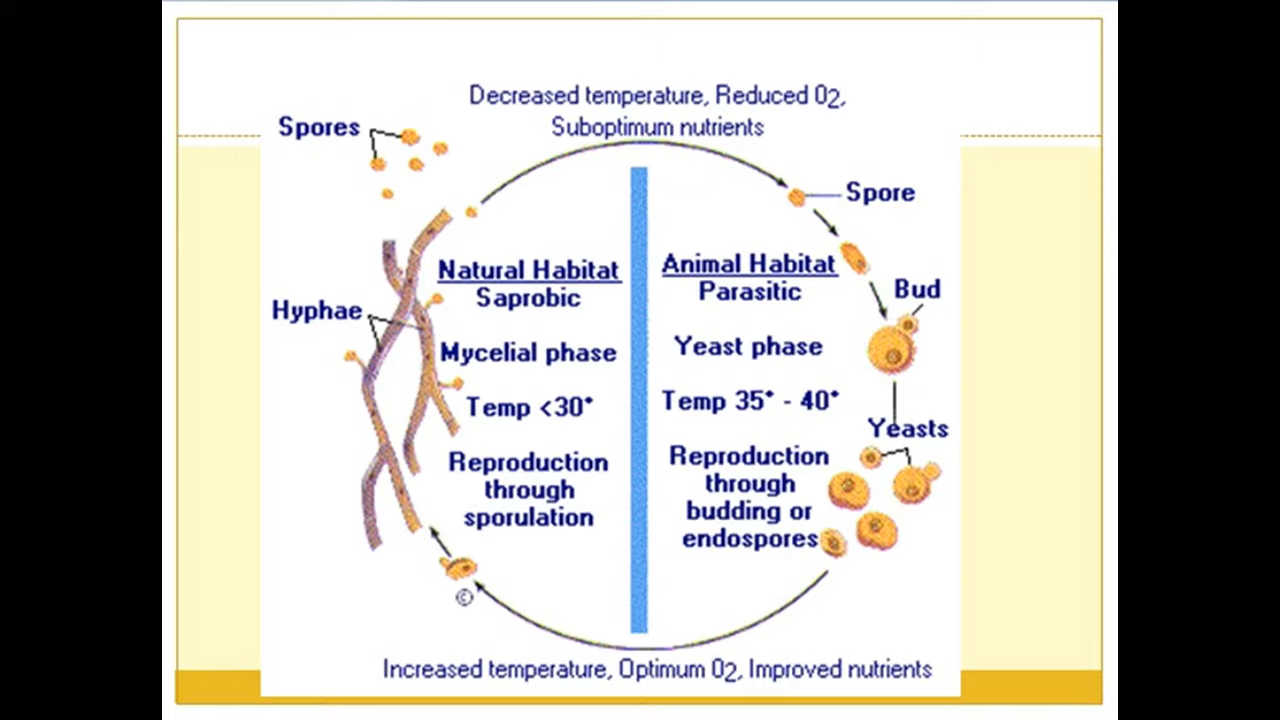 Decreased temperature, Reduced O2,
Suboptimum nutrients
Spores
Spore
Natural Habitat
Saprobic
Animal Habitat
Parasitic
Bud
Hyphae
Mycelial phase
Yeast phase
Temp <30°
Temp 35° - 40°
Yeasts
Reproduction
through
sporulation
Reproduction
through
budding or
endospores
©
Increased temperature, Optimum O2, Improved nutrients